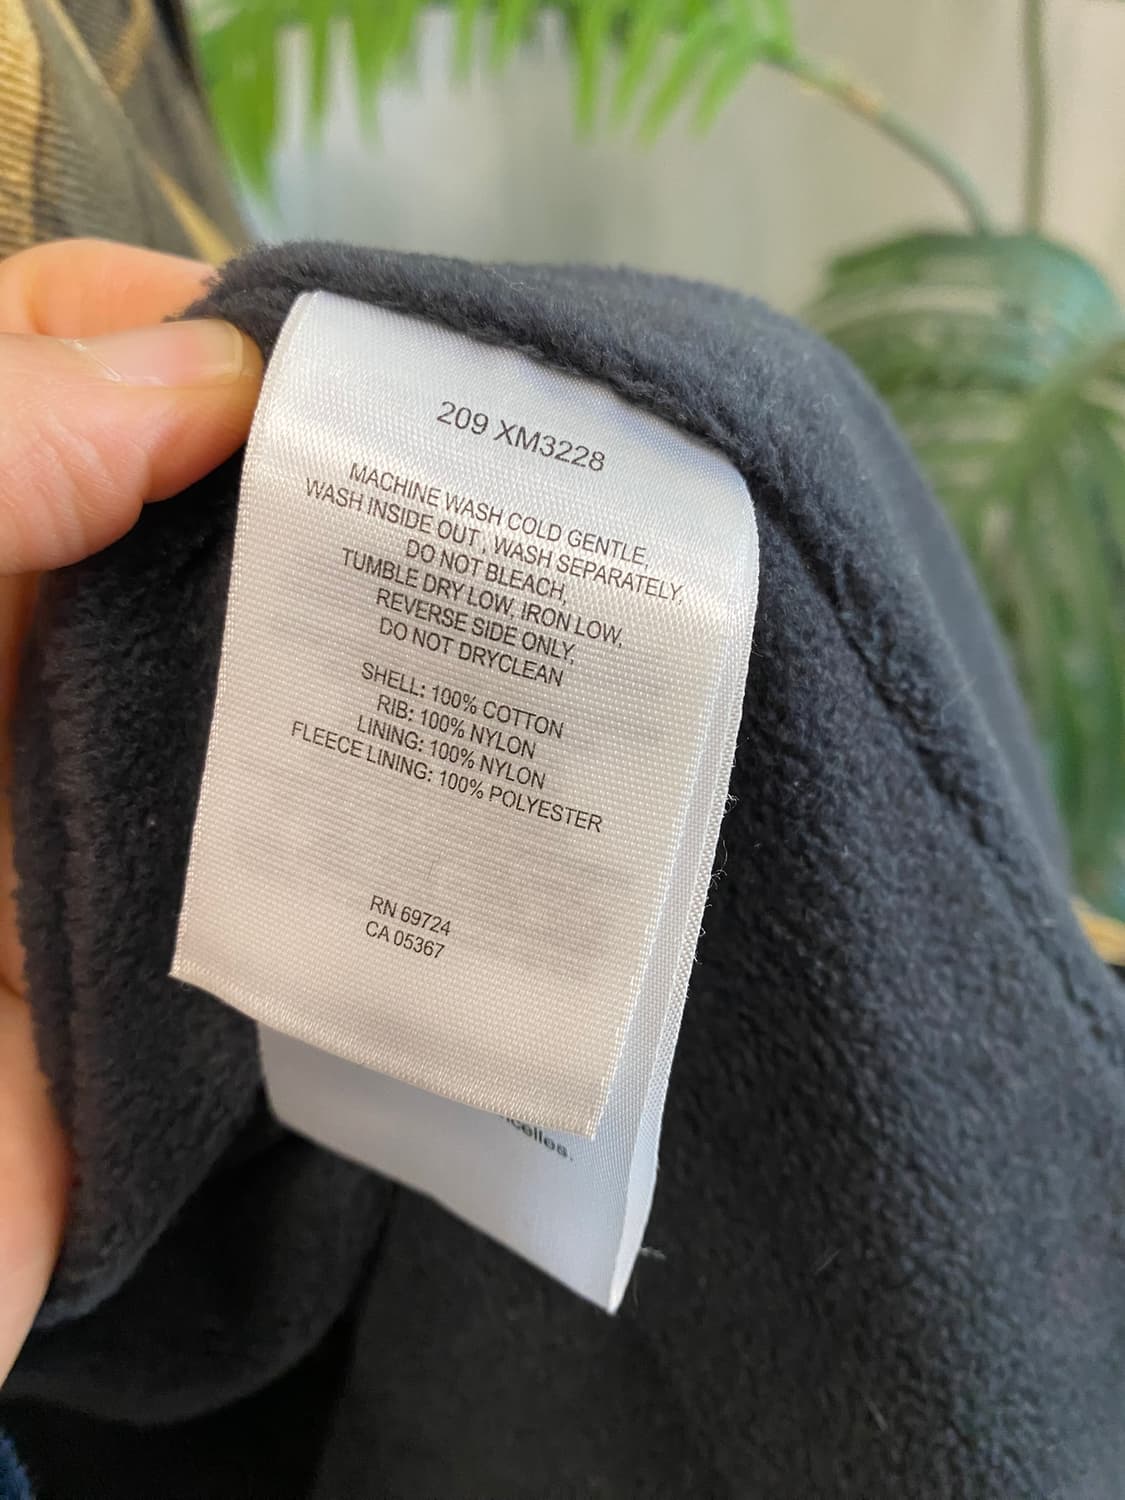 209 XM3228
MACHINE WASH COLD GENTLE,
WASH INSIDE OUT, WASH SEPARATELY,
DO NOT BLEACH,
TUMBLE DRY LOW, IRON LOW,
REVERSE SIDE ONLY,
DO NOT DRYCLEAN
SHELL: 100% COTTON
RIB: 100% NYLON
LINING: 100% NYLON
FLEECE LINING: 100% POLYESTER
RN 69724
CA 05367